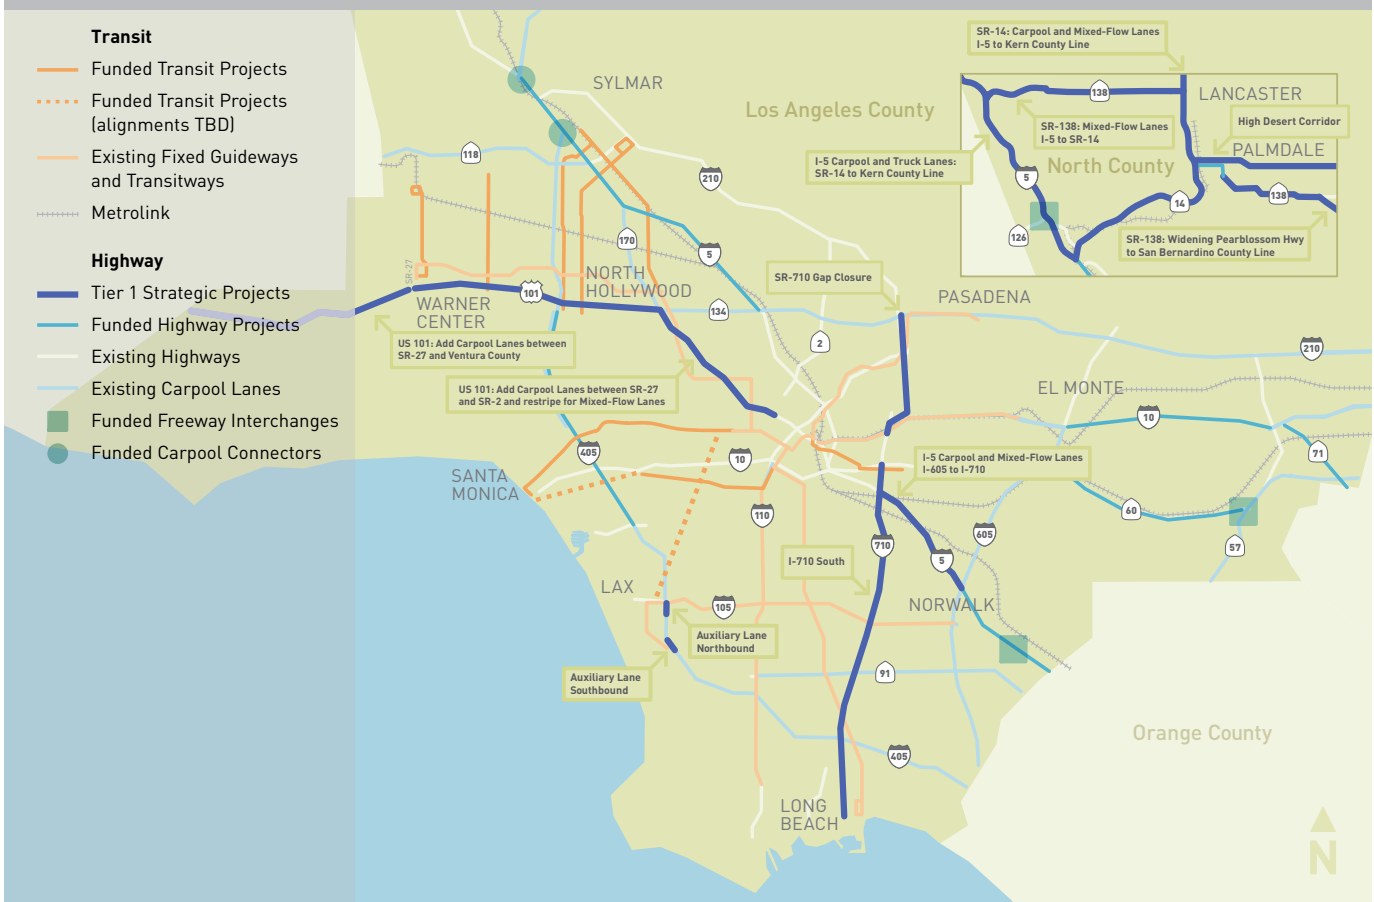 Transit
Funded Transit Projects
Funded Transit Projects
(alignments TBD)
Existing Fixed Guideways
and Transitways
Metrolink
Highway
Tier 1 Strategic Projects
Funded Highway Projects
Existing Highways
Existing Carpool Lanes
Funded Freeway Interchanges
Funded Carpool Connectors
SR-14: Carpool and Mixed-Flow Lanes
I-5 to Kern County Line
SYLMAR
Los Angeles County
138
LANCASTER
High Desert Corridor
SR-138: Mixed-Flow Lanes
I-5 to SR-14
PALMDALE
118
I-5 Carpool and Truck Lanes:
SR-14 to Kern County Line
North County
210
5
14
138
126
SR-138: Widening Pearblossom Hwy
to San Bernardino County Line
170
5
SR-27
NORTH
HOLLYWOOD
SR-710 Gap Closure
PASADENA
101
WARNER
CENTER
134
US 101: Add Carpool Lanes between
SR-27 and Ventura County
2
210
US 101: Add Carpool Lanes between SR-27
and SR-2 and restripe for Mixed-Flow Lanes
EL MONTE
10
405
10
71
I-5 Carpool and Mixed-Flow Lanes
I-605 to I-710
SANTA
MONICA
110
60
605
710
57
I-710 South
5
LAX
105
NORWALK
Auxiliary Lane
Northbound
Auxiliary Lane
Southbound
91
Orange County
405
LONG
BEACH
N